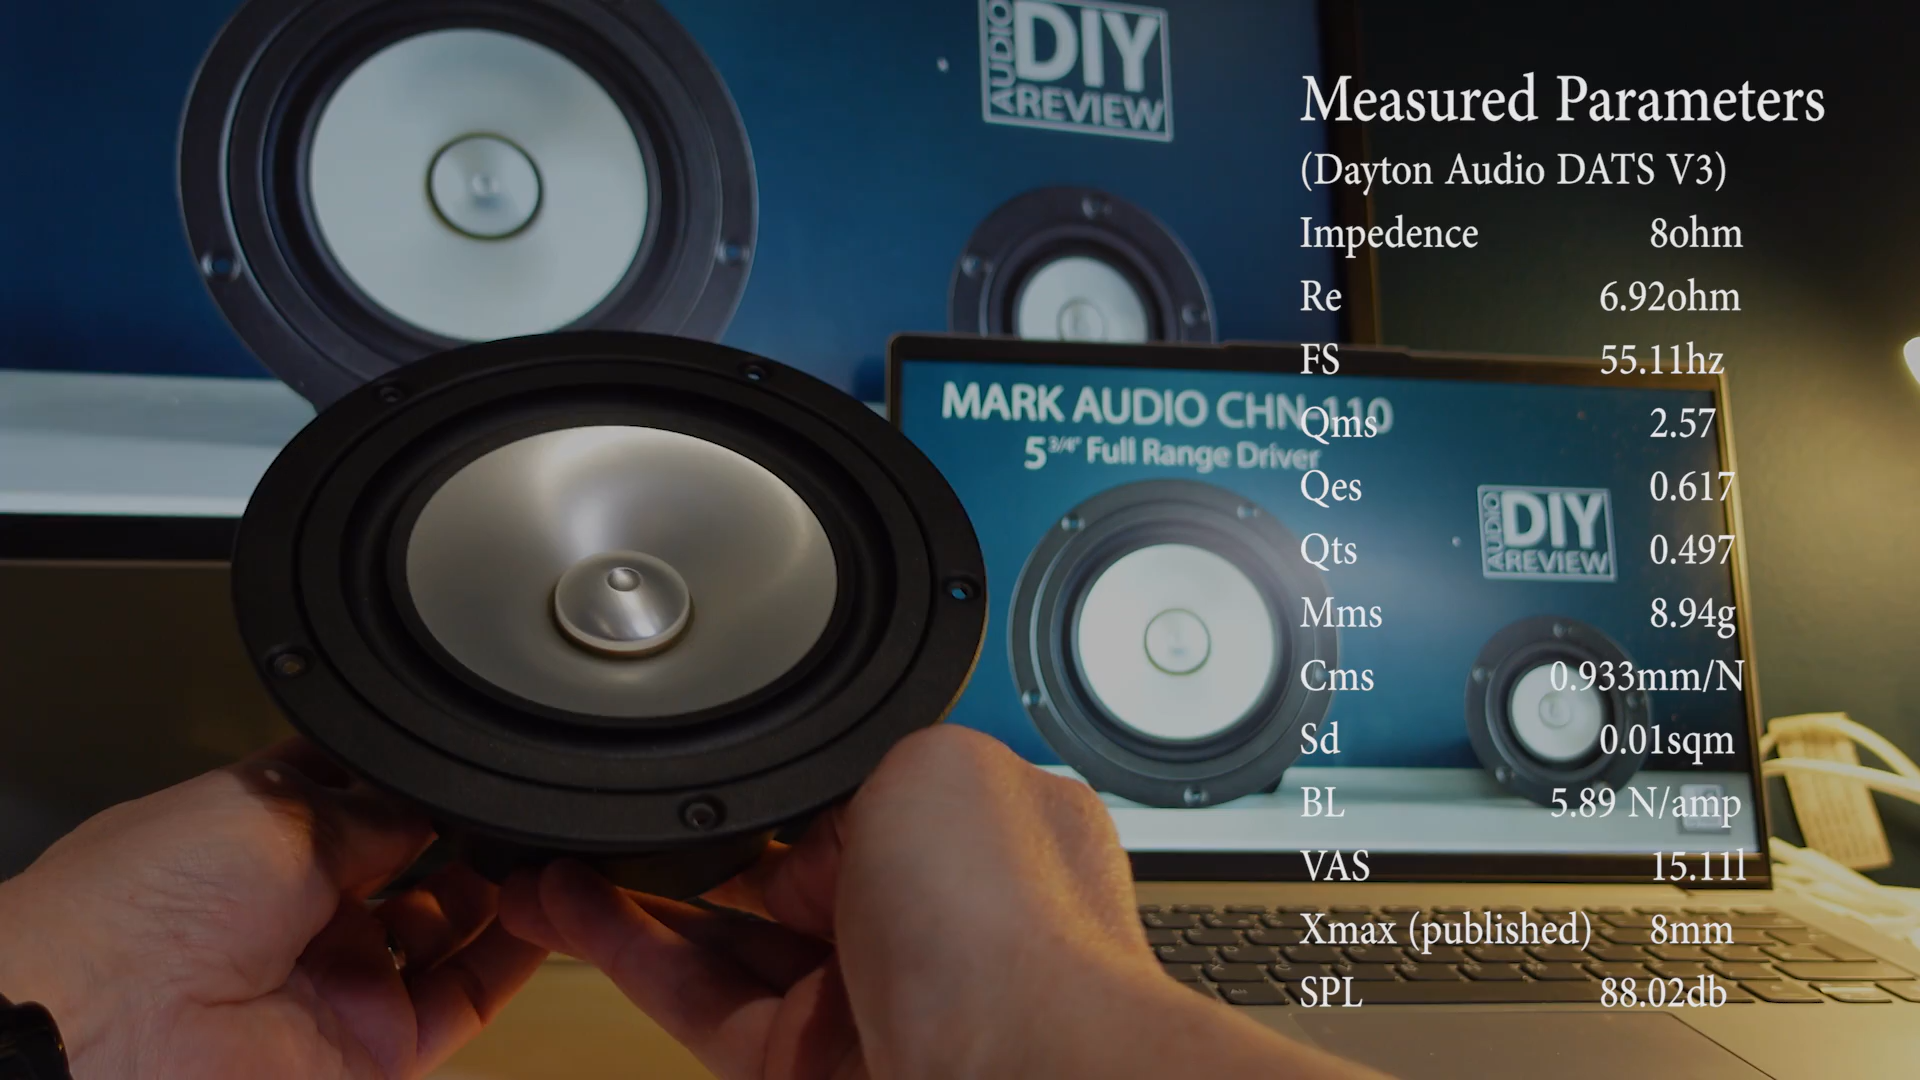 AUDIO
DIY
AREVIEW
Measured Parameters
(Dayton Audio DATS V3)
Impedence 8ohm
Re 6.92ohm
FS 55.11hz
Qms 2.57
Qes 0.617
Qts 0.497
Mms 8.94g
Cms 0.933mm/N
Sd 0.01sqm
BL 5.89 N/amp
VAS 15.11l
Xmax (published) 8mm
SPL 88.02db
MARK AUDIO CHN-110
5 3/4" Full Range Driver
AUDIO
DIY
AREVIEW